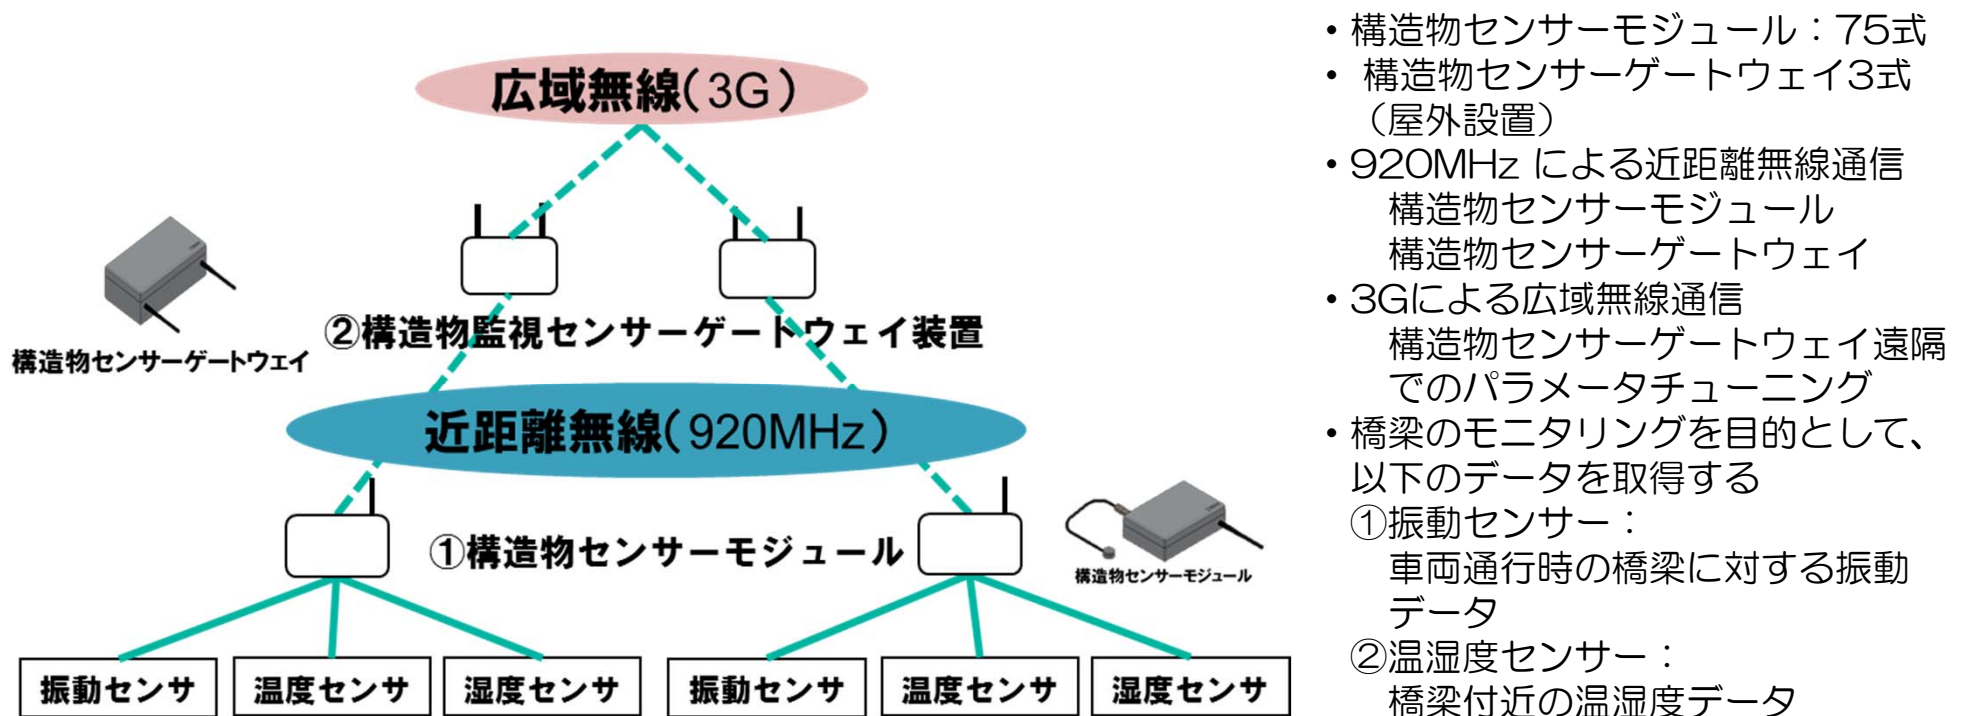 広域無線(3G)
構造物センサーゲートウェイ
②構造物監視センサーゲートウェイ装置
近距離無線(920MHz)
①構造物センサーモジュール
構造物センサーモジュール
振動センサ
温度センサ
湿度センサ
振動センサ
温度センサ
湿度センサ
・構造物センサーモジュール：75式
・ 構造物センサーゲートウェイ3式
（屋外設置）
・920MHz による近距離無線通信
構造物センサーモジュール
構造物センサーゲートウェイ
・3Gによる広域無線通信
構造物センサーゲートウェイ遠隔
でのパラメータチューニング
・橋梁のモニタリングを目的として、
以下のデータを取得する
①振動センサー：
車両通行時の橋梁に対する振動
データ
②温湿度センサー：
橋梁付近の温湿度データ